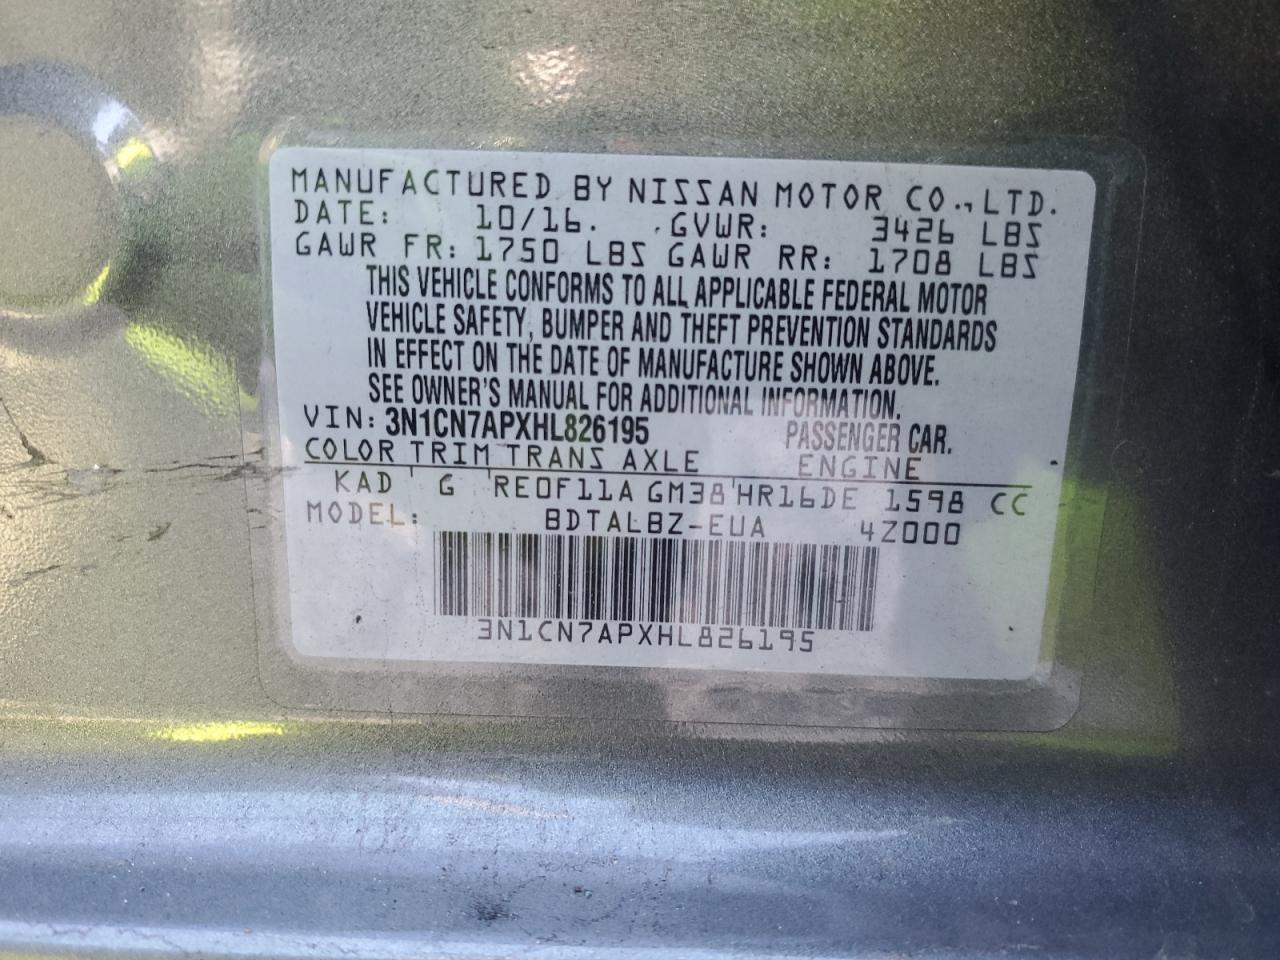 MANUFACTURED BY NISSAN MOTOR CO.,LTD.
DATE: 10/16. GVWR: 3426 LBS
GAWR FR: 1750 LBS GAWR RR: 1708 LBS
THIS VEHICLE CONFORMS TO ALL APPLICABLE FEDERAL MOTOR
VEHICLE SAFETY, BUMPER AND THEFT PREVENTION STANDARDS
IN EFFECT ON THE DATE OF MANUFACTURE SHOWN ABOVE.
SEE OWNER'S MANUAL FOR ADDITIONAL INFORMATION.
VIN: 3N1CN7APXHL826195 PASSENGER CAR.
COLOR TRIM TRANS AXLE ENGINE
KAD G RE0F11A GM38 HR16DE 1598 CC
MODEL: BDTALBZ-EUA 4Z000
3N1CN7APXHL826195